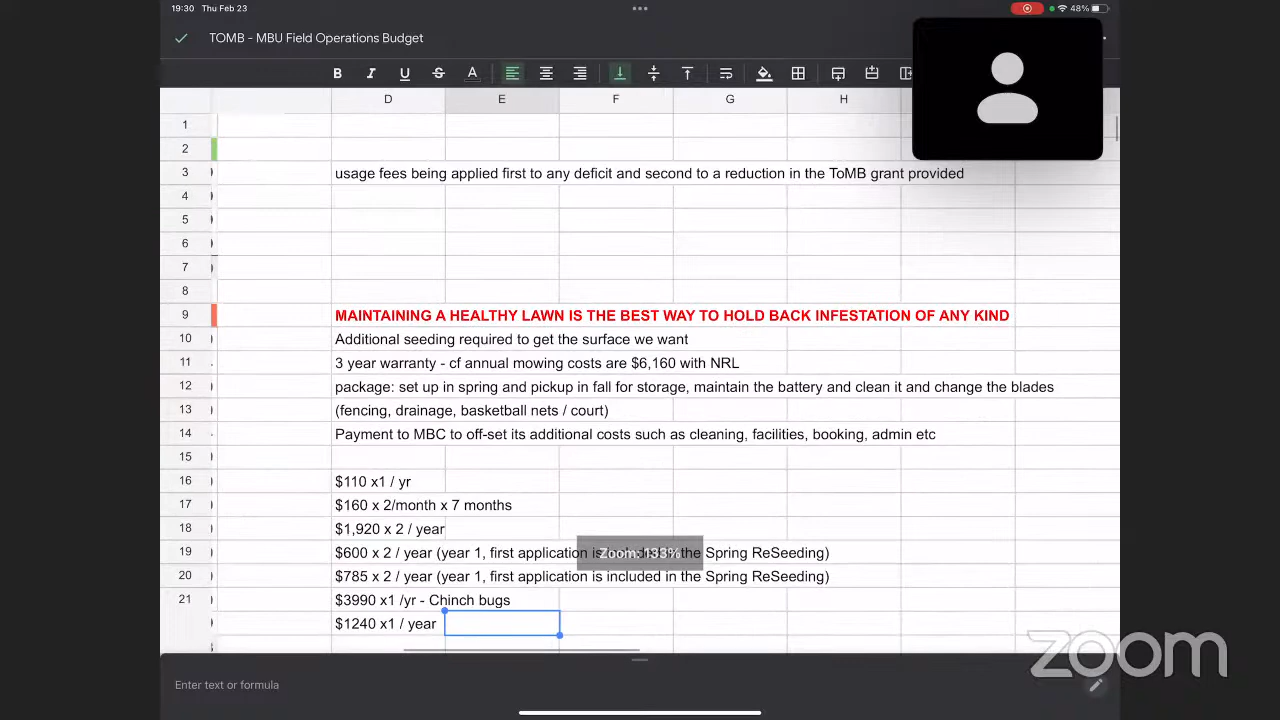 19:30 Thu Feb 23
48%
TOMB - MBU Field Operations Budget
B I U S A
D E F G H
1
2
3 usage fees being applied first to any deficit and second to a reduction in the ToMB grant provided
4
5
6
7
8
9 MAINTAINING A HEALTHY LAWN IS THE BEST WAY TO HOLD BACK INFESTATION OF ANY KIND
10 Additional seeding required to get the surface we want
11 3 year warranty - cf annual mowing costs are $6,160 with NRL
12 package: set up in spring and pickup in fall for storage, maintain the battery and clean it and change the blades
13 (fencing, drainage, basketball nets / court)
14 Payment to MBC to off-set its additional costs such as cleaning, facilities, booking, admin etc
15
16 $110 x1 / yr
17 $160 x 2/month x 7 months
18 $1,920 x 2 / year
19 $600 x 2 / year (year 1, first application is included in the Spring ReSeeding)
Zoom: 133%
20 $785 x 2 / year (year 1, first application is included in the Spring ReSeeding)
21 $3990 x1 /yr - Chinch bugs
$1240 x1 / year
zoom
Enter text or formula